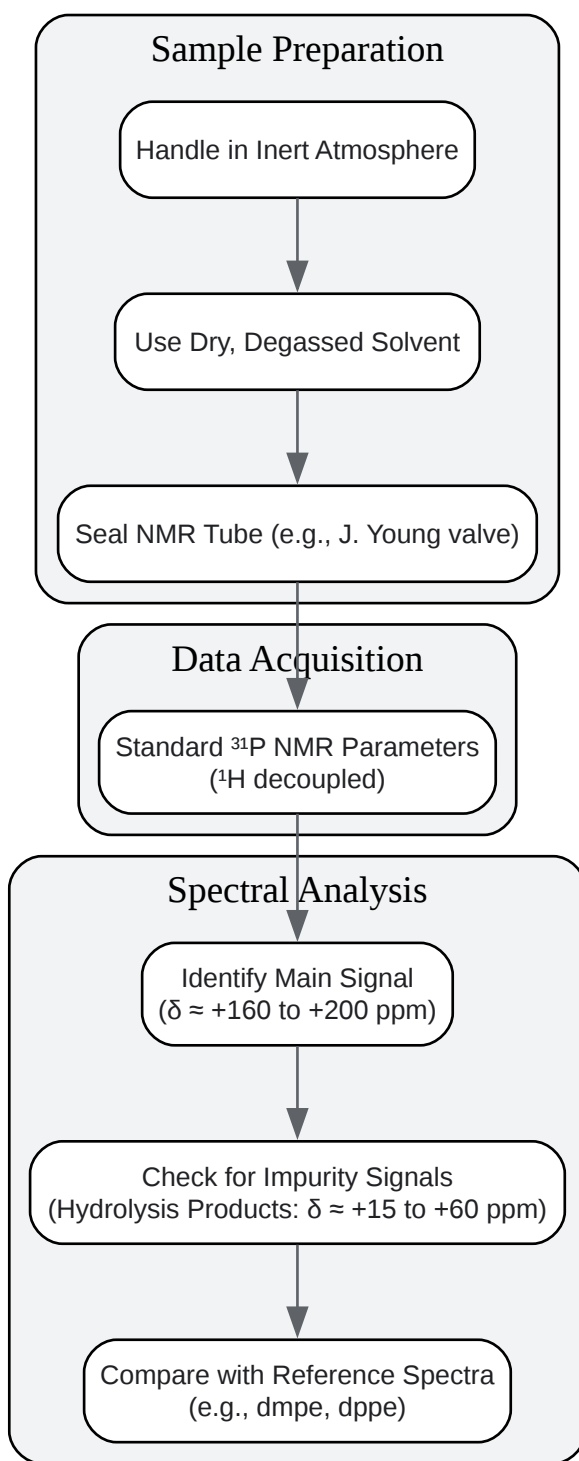 Sample Preparation
Handle in Inert Atmosphere
Use Dry, Degassed Solvent
Seal NMR Tube (e.g., J. Young valve)
Data Acquisition
Standard ³¹P NMR Parameters
(¹H decoupled)
Spectral Analysis
Identify Main Signal
(δ ≈ +160 to +200 ppm)
Check for Impurity Signals
(Hydrolysis Products: δ ≈ +15 to +60 ppm)
Compare with Reference Spectra
(e.g., dmpe, dppe)